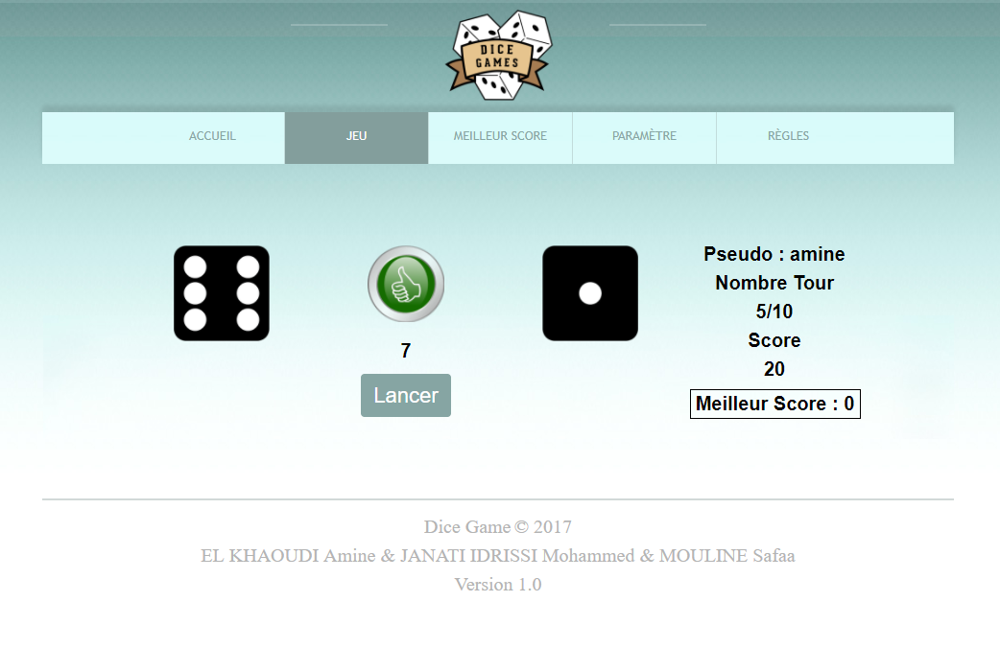 DICE
GAMES
ACCUEIL JEU MEILLEUR SCORE PARAMÈTRE RÈGLES
Pseudo : amine
Nombre Tour
5/10
Score
20
Meilleur Score : 0
7
Lancer
Dice Game © 2017
EL KHAOUDI Amine & JANATI IDRISSI Mohammed & MOULINE Safaa
Version 1.0